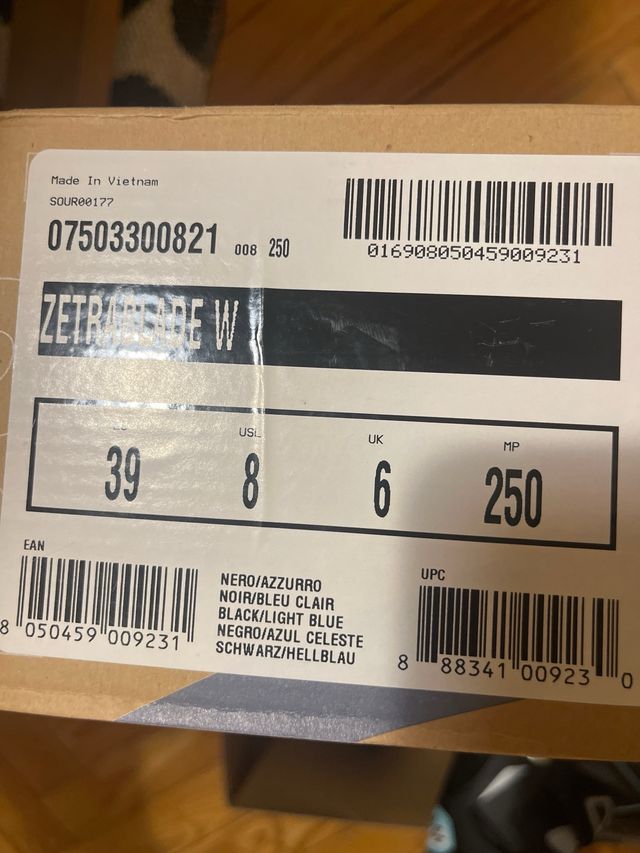 Made In Vietnam
SOUR00177
07503300821 008 250
016908050459009231
ZETRABLADE W
USL UK MP
39 8 6 250
EAN
8 050459 009231
NERO/AZZURRO
NOIR/BLEU CLAIR
BLACK/LIGHT BLUE
NEGRO/AZUL CELESTE
SCHWARZ/HELLBLAU
UPC
8 88341 00923 0